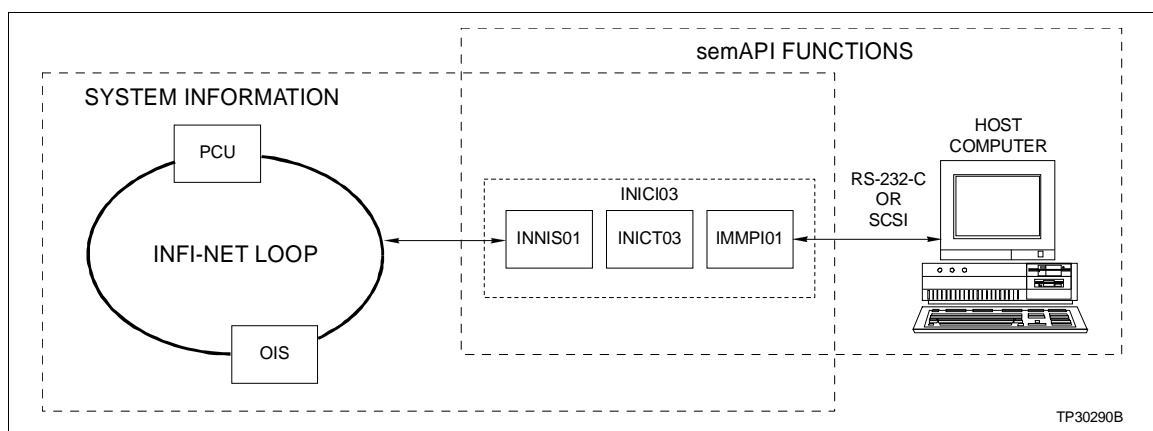 semAPI FUNCTIONS
SYSTEM INFORMATION
PCU
INFI-NET LOOP
OIS
INICI03
INNIS01
INICT03
IMMPI01
RS-232-C
OR
SCSI
HOST
COMPUTER
TP30290B